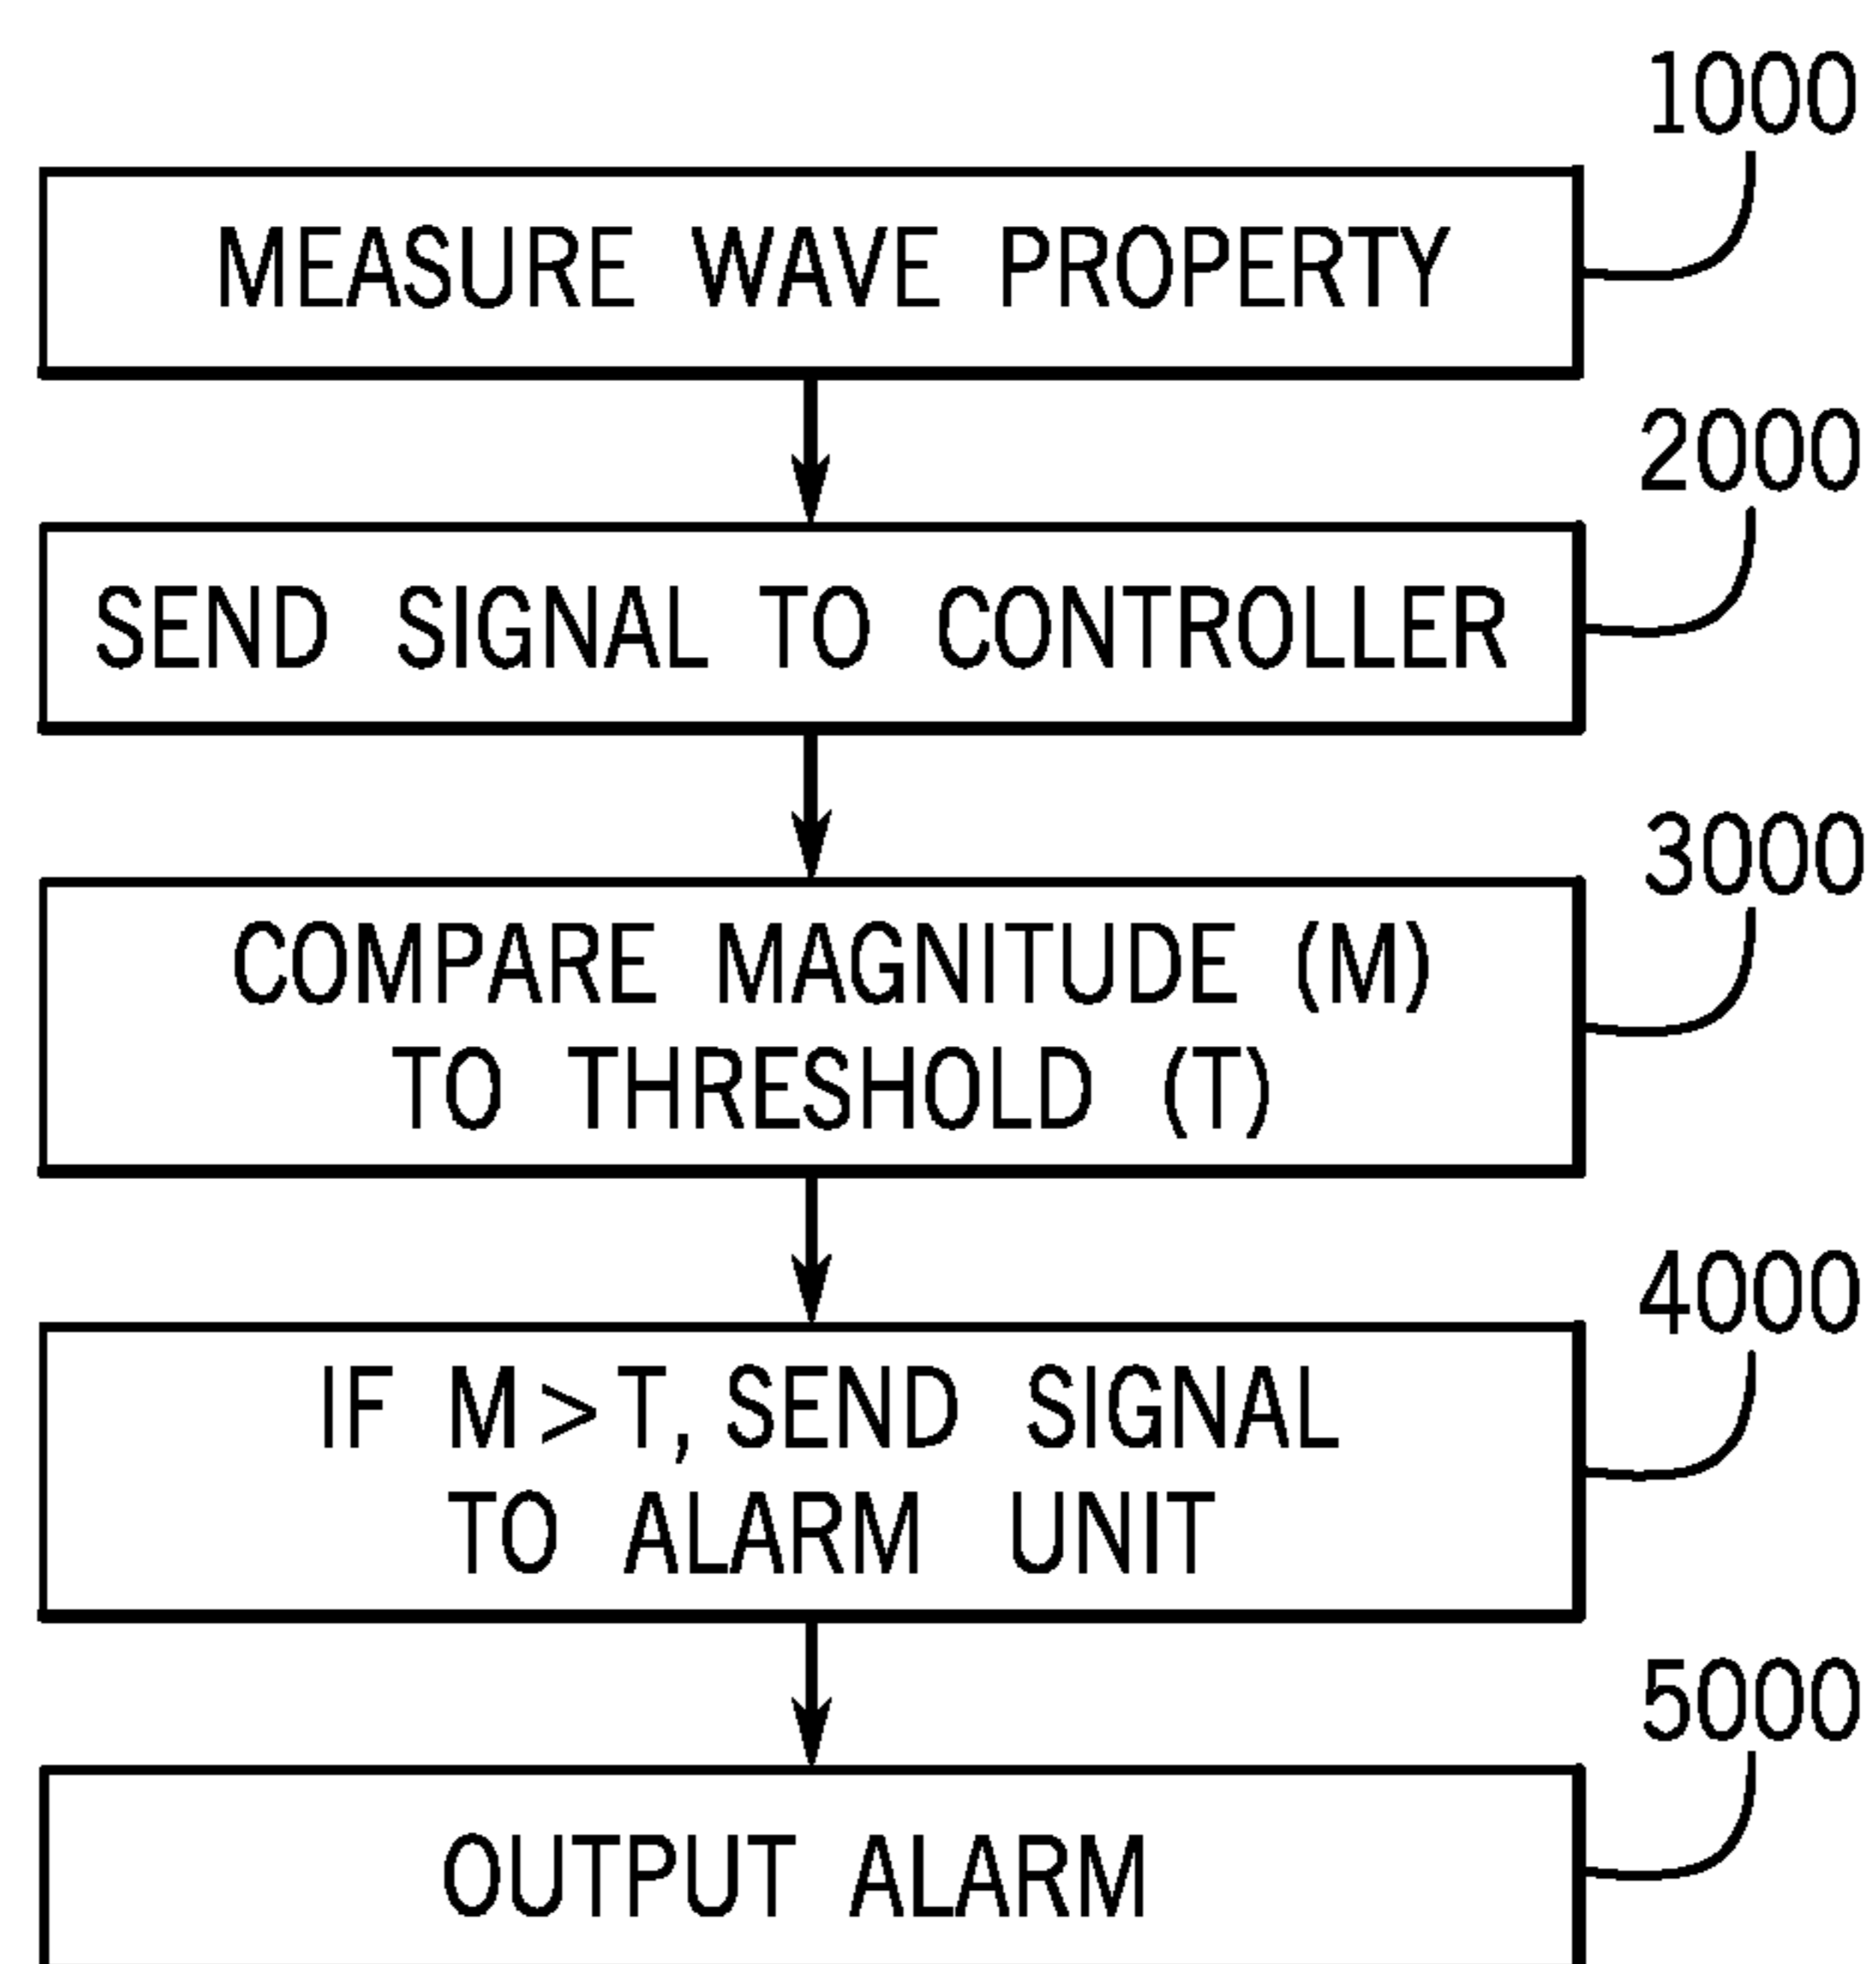 1000
MEASURE WAVE PROPERTY
2000
SEND SIGNAL TO CONTROLLER
3000
COMPARE MAGNITUDE (M)
TO THRESHOLD (T)
4000
IF M>T, SEND SIGNAL
TO ALARM UNIT
5000
OUTPUT ALARM